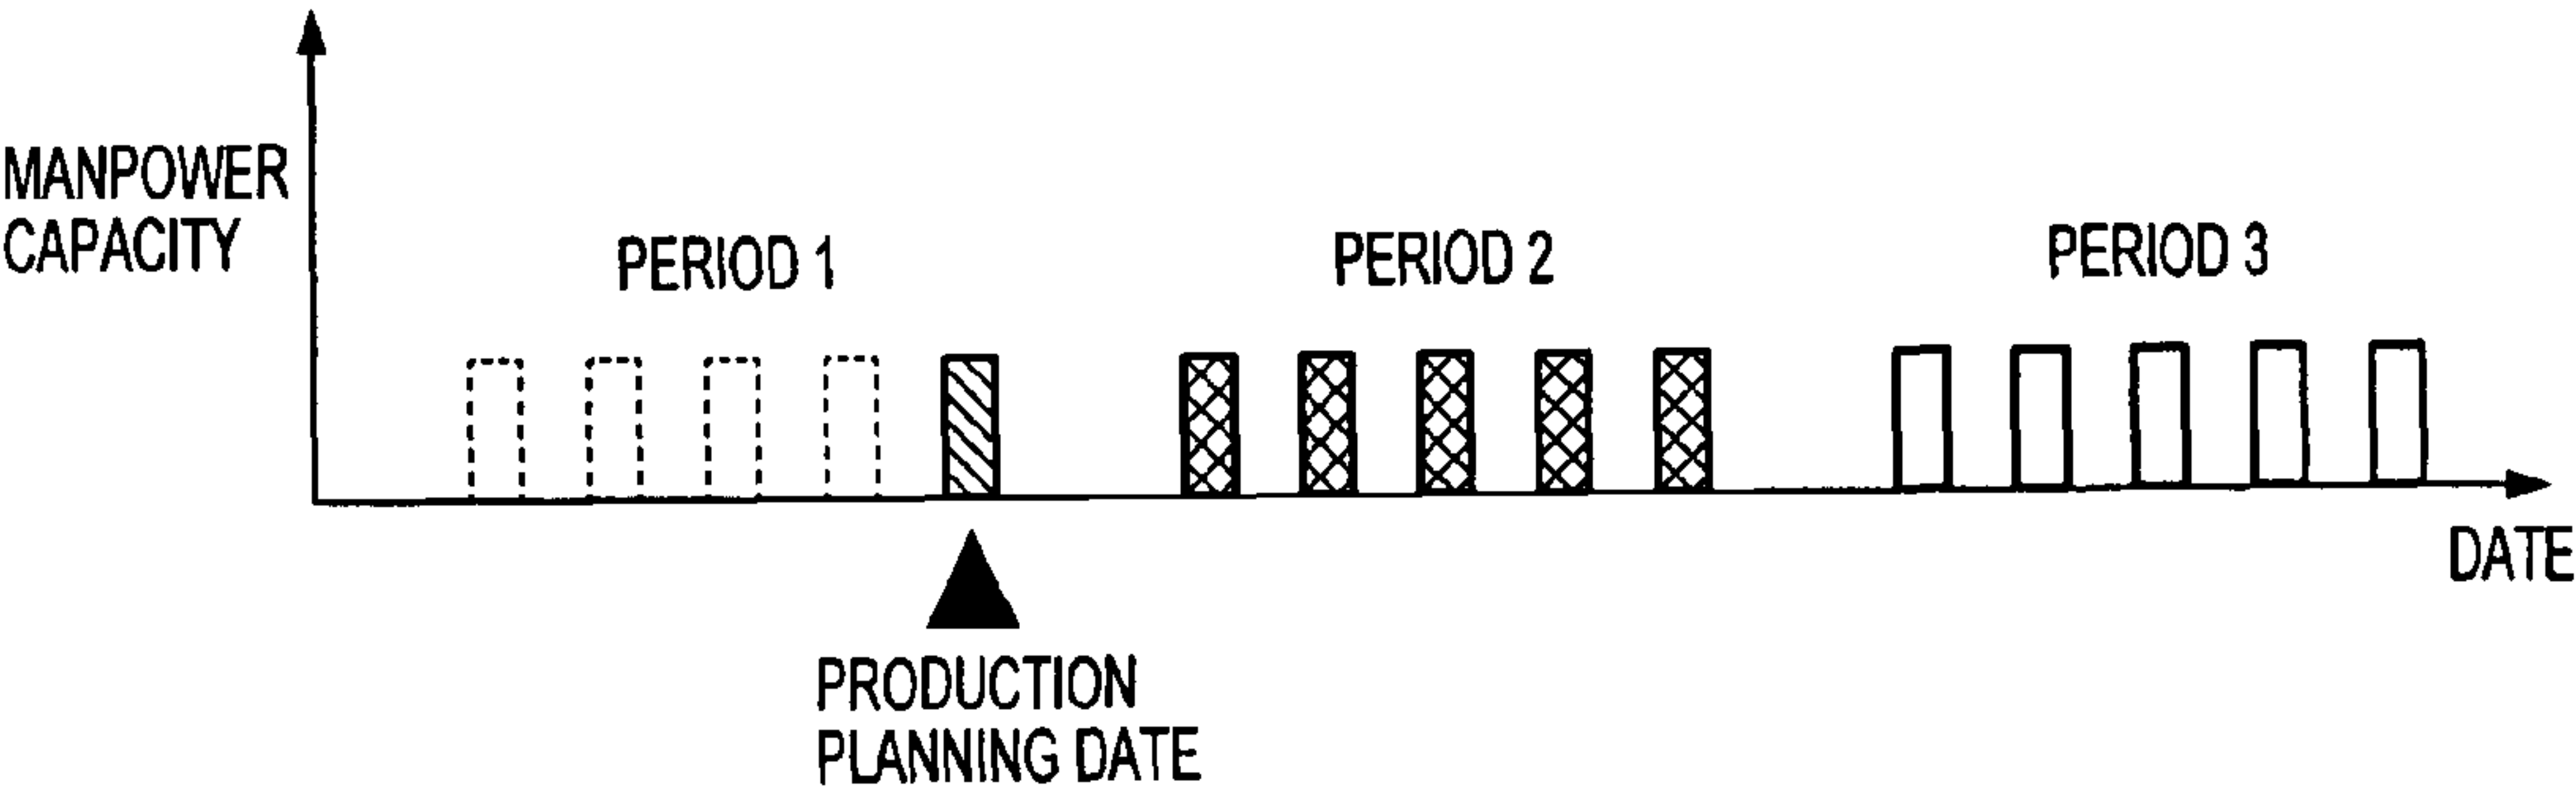 MANPOWER
CAPACITY
PERIOD 1
PERIOD 2
PERIOD 3
DATE
PRODUCTION
PLANNING DATE